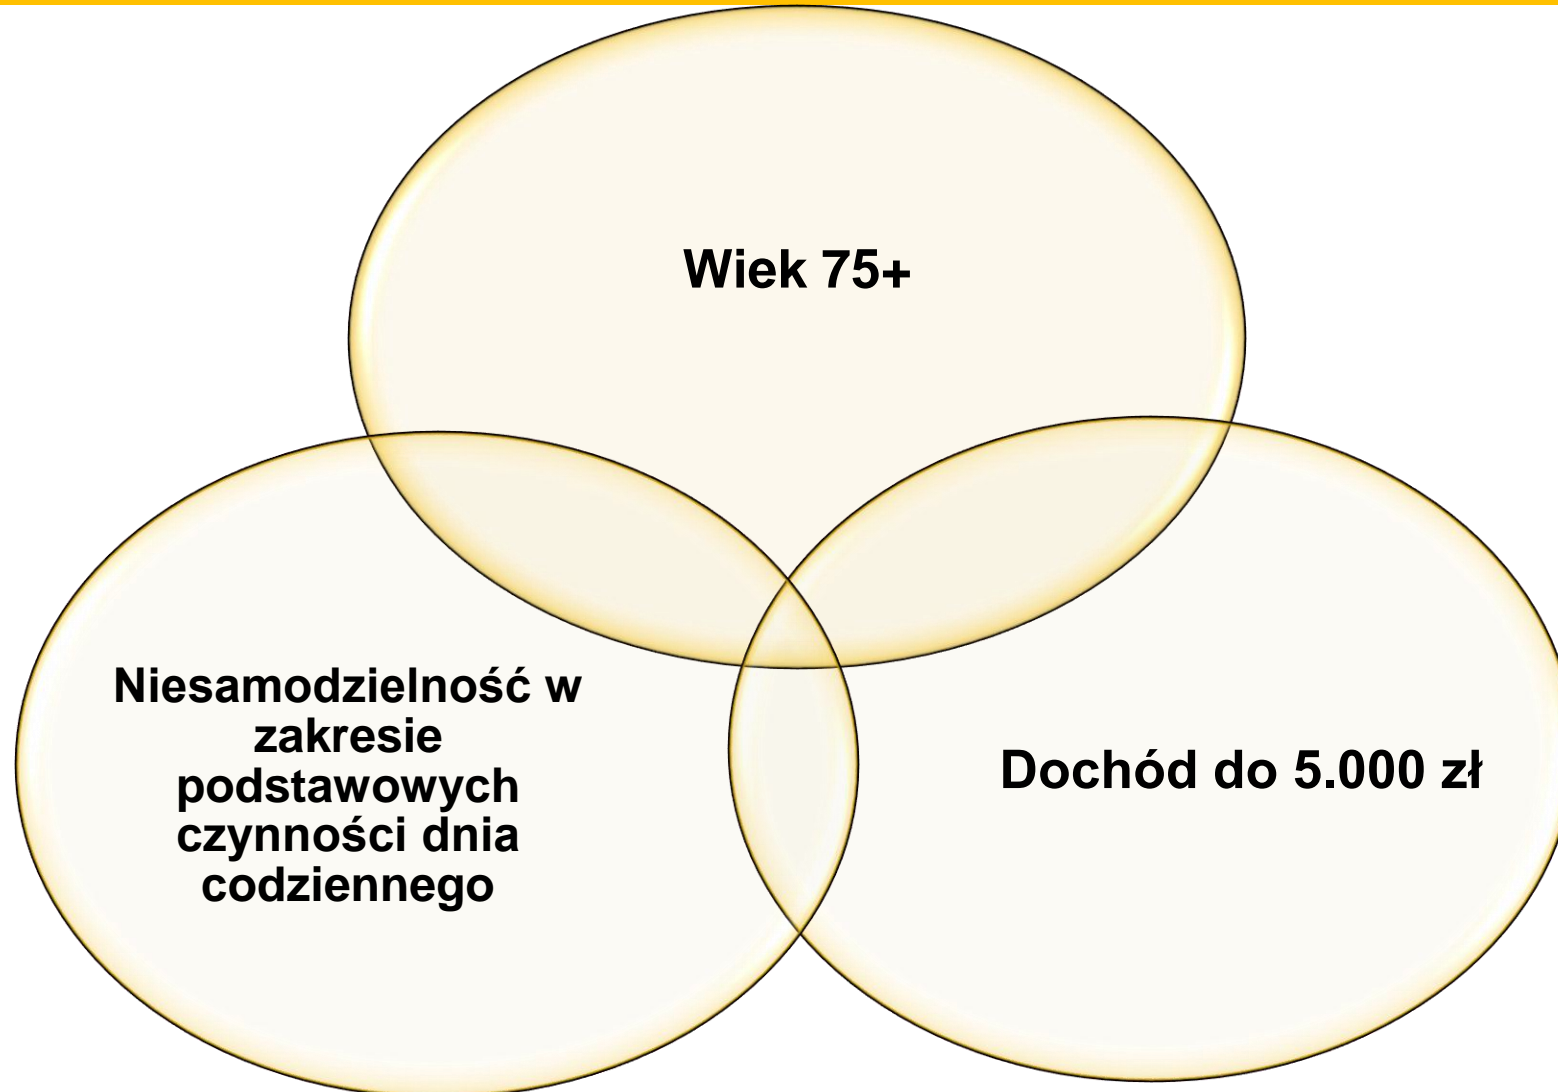 Wiek 75+
Niesamodzielność w
zakresie
podstawowych
czynności dnia
codziennego
Dochód do 5.000 zł